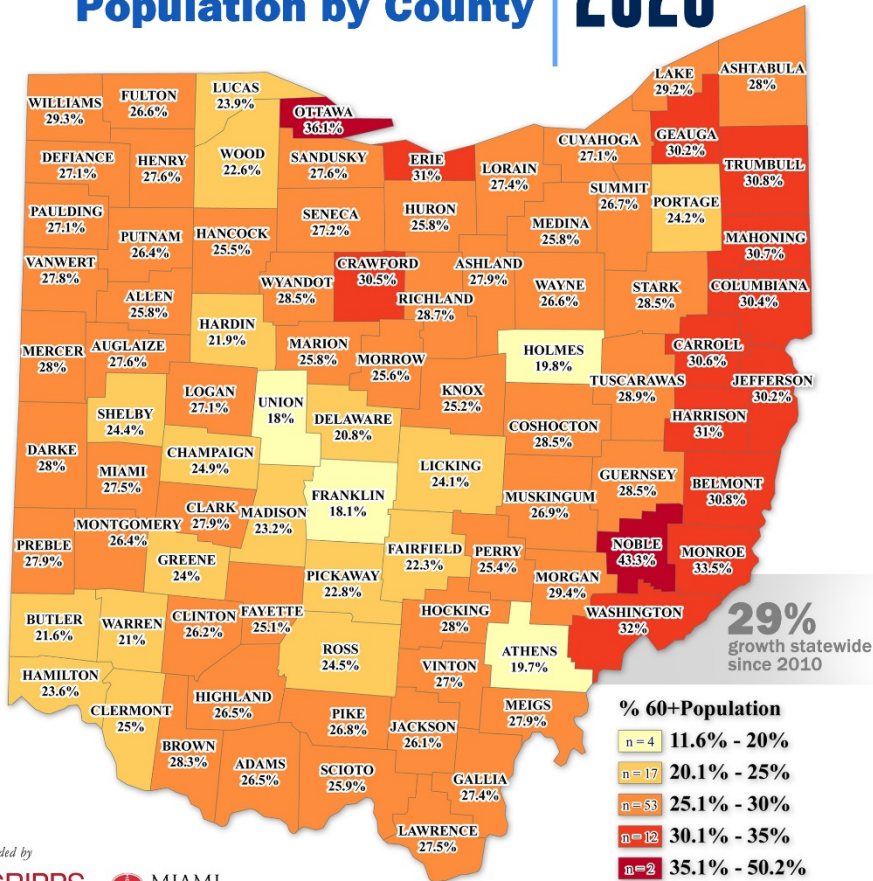 Population by County
2020
LAKE
29.2%
ASHTABULA
28%
LUCAS
23.9%
FULTON
26.6%
WILLIAMS
29.3%
OTTAWA
36.1%
GEAUGA
30.2%
CUYAHOGA
27.1%
DEFIANCE
27.1%
HENRY
27.6%
WOOD
22.6%
SANDUSKY
27.6%
ERIE
31%
LORAIN
27.4%
TRUMBULL
30.8%
SUMMIT
26.7%
PORTAGE
24.2%
PAULDING
27.1%
PUTNAM
26.4%
HANCOCK
25.5%
SENECA
27.2%
HURON
25.8%
MEDINA
25.8%
MAHONING
30.7%
VANWERT
27.8%
ALLEN
25.8%
WYANDOT
28.5%
CRAWFORD
30.5%
RICHLAND
28.7%
ASHLAND
27.9%
WAYNE
26.6%
STARK
28.5%
COLUMBIANA
30.4%
HARDIN
21.9%
MERCER
28%
AUGLAIZE
27.6%
MARION
25.8%
MORROW
25.6%
HOLMES
19.8%
CARROLL
30.6%
TUSCARAWAS
28.9%
JEFFERSON
30.2%
LOGAN
27.1%
UNION
18%
KNOX
25.2%
SHELBY
24.4%
DELAWARE
20.8%
COSHOCTON
28.5%
HARRISON
31%
DARKE
28%
MIAMI
27.5%
CHAMPAIGN
24.9%
LICKING
24.1%
GUERNSEY
28.5%
BELMONT
30.8%
FRANKLIN
18.1%
MUSKINGUM
26.9%
CLARK
27.9%
MADISON
23.2%
MONTGOMERY
26.4%
PREBLE
27.9%
GREENE
24%
FAIRFIELD
22.3%
PERRY
25.4%
NOBLE
43.3%
MONROE
33.5%
PICKAWAY
22.8%
MORGAN
29.4%
BUTLER
21.6%
WARREN
21%
CLINTON
26.2%
FAYETTE
25.1%
HOCKING
28%
WASHINGTON
32%
29%
growth statewide
since 2010
ROSS
24.5%
ATHENS
19.7%
HAMILTON
23.6%
VINTON
27%
CLERMONT
25%
HIGHLAND
26.5%
PIKE
26.8%
JACKSON
26.1%
MEIGS
27.9%
BROWN
28.3%
ADAMS
26.5%
SCIOTO
25.9%
GALLIA
27.4%
LAWRENCE
27.5%
% 60+Population
n = 4 11.6% - 20%
n = 17 20.1% - 25%
n = 53 25.1% - 30%
n = 12 30.1% - 35%
n = 2 35.1% - 50.2%
ded by
SCRIPPS
MIAMI